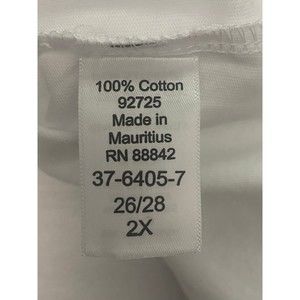 100% Cotton
92725
Made in
Mauritius
RN 88842
37-6405-7
26/28
2X